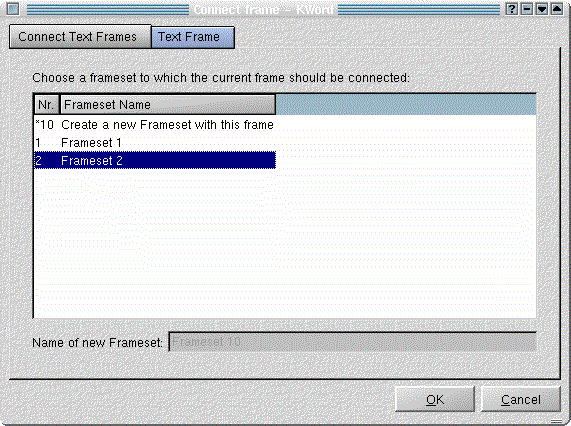 Connect frame - KWord
Connect Text Frames Text Frame
Choose a frameset to which the current frame should be connected:
Nr. Frameset Name
*10 Create a new Frameset with this frame
1 Frameset 1
2 Frameset 2
Name of new Frameset: Frameset 10
OK Cancel